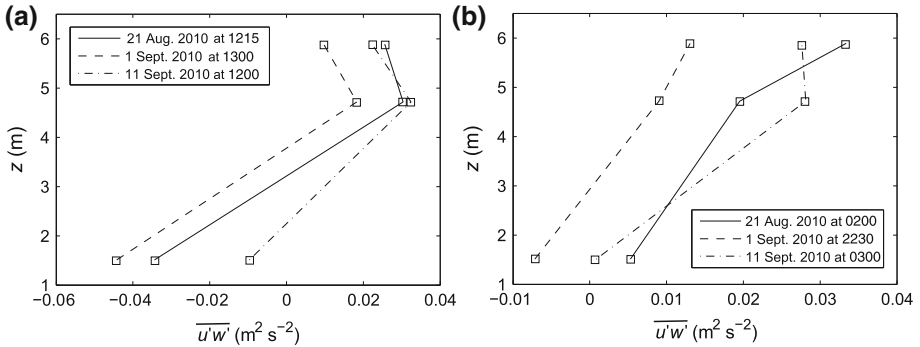 (a)
6
5
4
3
2
1
z (m)
21 Aug. 2010 at 1215
1 Sept. 2010 at 1300
11 Sept. 2010 at 1200
−0.06 −0.04 −0.02 0 0.02 0.04
u'w' (m² s⁻²)
(b)
6
5
4
3
2
1
z (m)
21 Aug. 2010 at 0200
1 Sept. 2010 at 2230
11 Sept. 2010 at 0300
−0.01 0 0.01 0.02 0.03 0.04
u'w' (m² s⁻²)